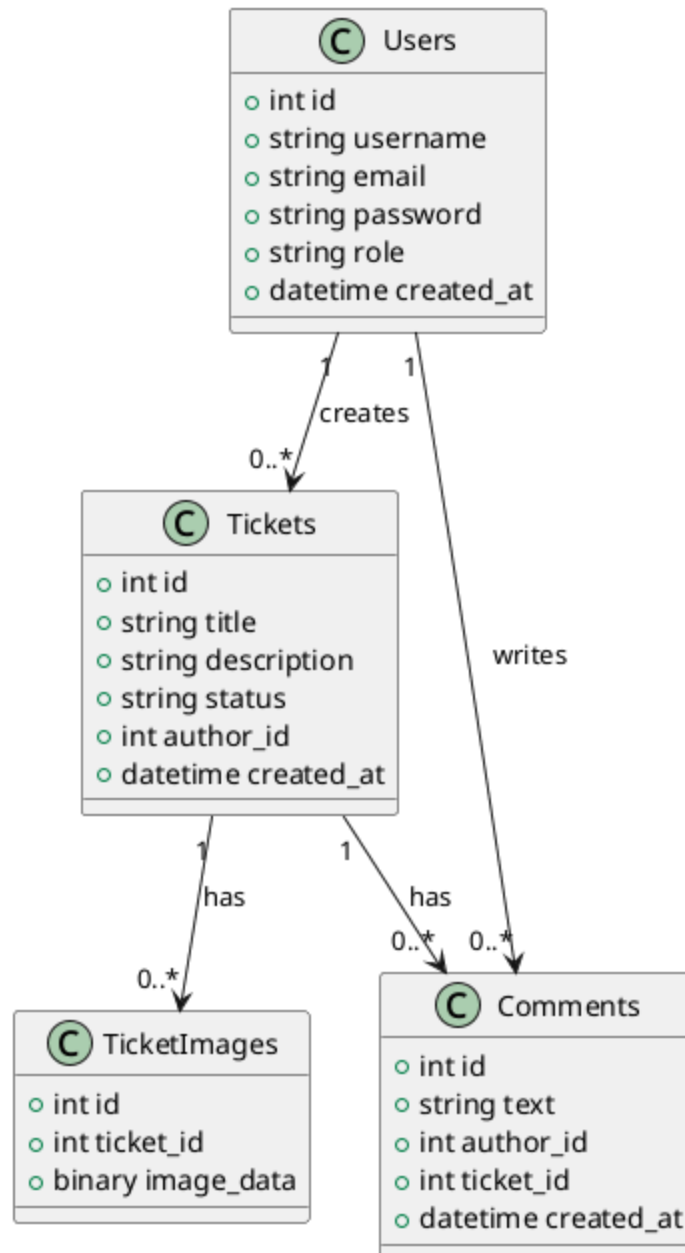 C Users
int id
string username
string email
string password
string role
datetime created_at
1
1
creates
0..*
C Tickets
int id
string title
string description
string status
int author_id
datetime created_at
writes
1
1
has
has
0..*
0..*
0..*
C TicketImages
int id
int ticket_id
binary image_data
C Comments
int id
string text
int author_id
int ticket_id
datetime created_at